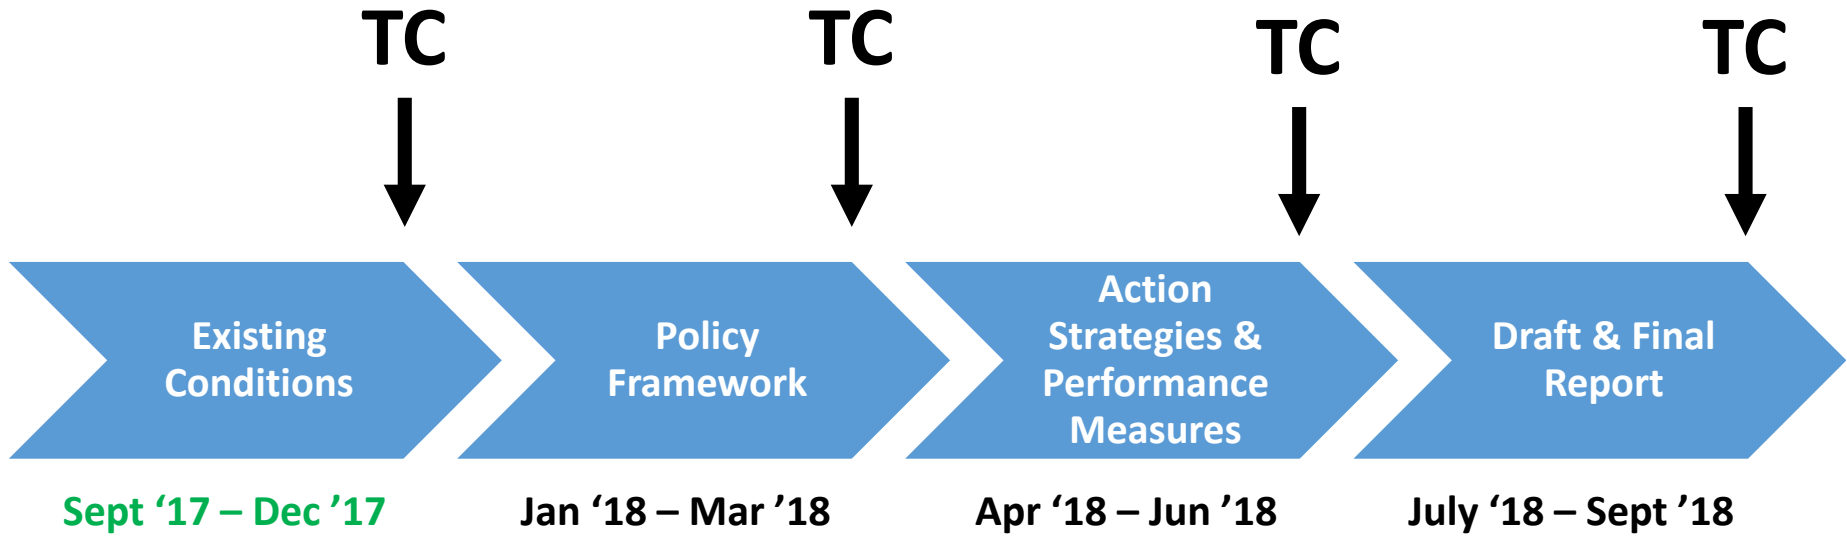 TC
TC
TC
TC
Existing
Conditions
Policy
Framework
Action
Strategies &
Performance
Measures
Draft & Final
Report
Sept ‘17 – Dec ’17
Jan ‘18 – Mar ’18
Apr ‘18 – Jun ’18
July ‘18 – Sept ’18